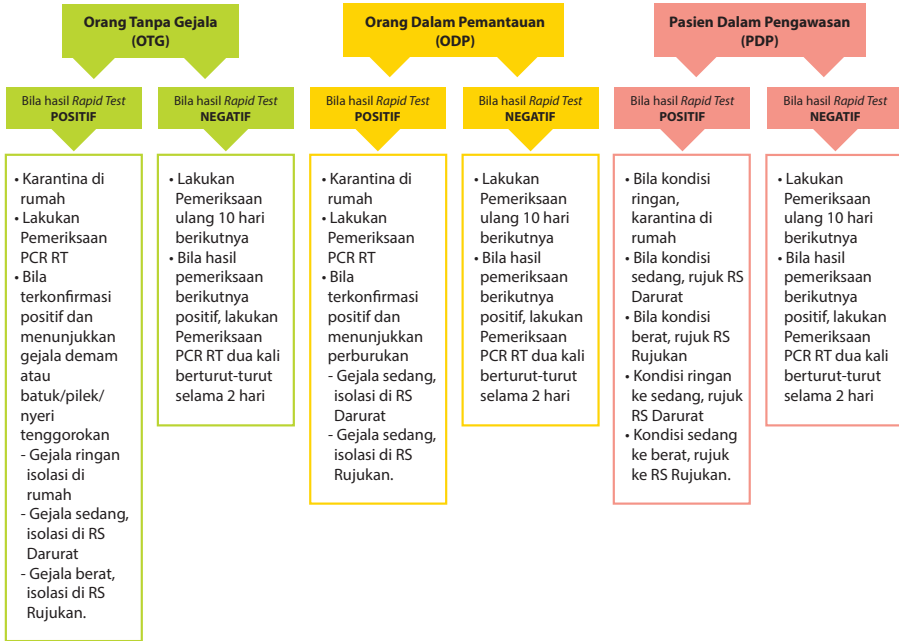 Orang Tanpa Gejala
(OTG)
Bila hasil Rapid Test
POSITIF
• Karantina di
rumah
• Lakukan
Pemeriksaan
PCR RT
• Bila
terkonfirmasi
positif dan
menunjukkan
gejala demam
atau
batuk/pilek/
nyeri
tenggorokan
- Gejala ringan
isolasi di
rumah
- Gejala sedang,
isolasi di RS
Darurat
- Gejala berat,
isolasi di RS
Rujukan.
Bila hasil Rapid Test
NEGATIF
• Lakukan
Pemeriksaan
ulang 10 hari
berikutnya
• Bila hasil
pemeriksaan
berikutnya
positif, lakukan
Pemeriksaan
PCR RT dua kali
berturut-turut
selama 2 hari
Orang Dalam Pemantauan
(ODP)
Bila hasil Rapid Test
POSITIF
• Karantina di
rumah
• Lakukan
Pemeriksaan
PCR RT
• Bila
terkonfirmasi
positif dan
menunjukkan
perburukan
- Gejala sedang,
isolasi di RS
Darurat
- Gejala sedang,
isolasi di RS
Rujukan.
Bila hasil Rapid Test
NEGATIF
• Lakukan
Pemeriksaan
ulang 10 hari
berikutnya
• Bila hasil
pemeriksaan
berikutnya
positif, lakukan
Pemeriksaan
PCR RT dua kali
berturut-turut
selama 2 hari
Pasien Dalam Pengawasan
(PDP)
Bila hasil Rapid Test
POSITIF
• Bila kondisi
ringan,
karantina di
rumah
• Bila kondisi
sedang, rujuk RS
Darurat
• Bila kondisi
berat, rujuk RS
Rujukan
• Kondisi ringan
ke sedang, rujuk
RS Darurat
• Kondisi sedang
ke berat, rujuk
ke RS Rujukan.
Bila hasil Rapid Test
NEGATIF
• Lakukan
Pemeriksaan
ulang 10 hari
berikutnya
• Bila hasil
pemeriksaan
berikutnya
positif, lakukan
Pemeriksaan
PCR RT dua kali
berturut-turut
selama 2 hari